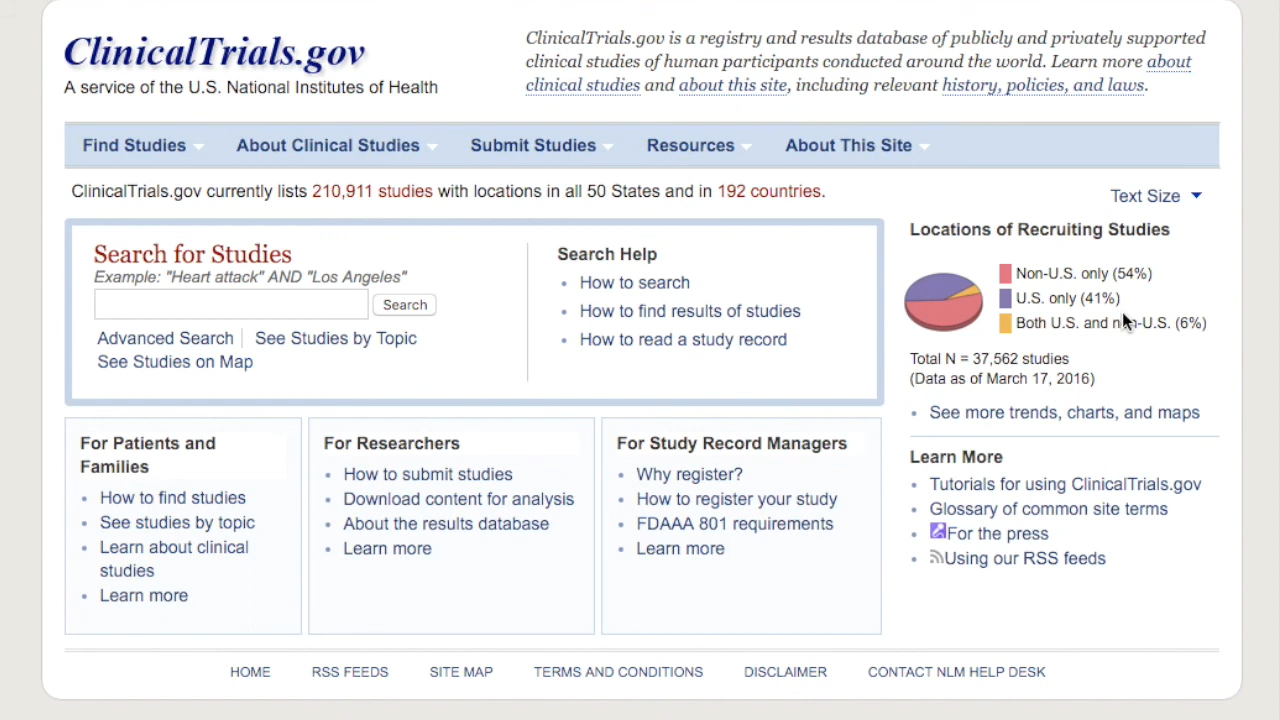 ClinicalTrials.gov
A service of the U.S. National Institutes of Health
ClinicalTrials.gov is a registry and results database of publicly and privately supported
clinical studies of human participants conducted around the world. Learn more about
clinical studies and about this site, including relevant history, policies, and laws.
Find Studies About Clinical Studies Submit Studies Resources About This Site
ClinicalTrials.gov currently lists 210,911 studies with locations in all 50 States and in 192 countries.
Text Size
Search for Studies
Example: "Heart attack" AND "Los Angeles"
Search
Advanced Search See Studies by Topic
See Studies on Map
Search Help
How to search
How to find results of studies
How to read a study record
Locations of Recruiting Studies
Non-U.S. only (54%)
U.S. only (41%)
Both U.S. and non-U.S. (6%)
Total N = 37,562 studies
(Data as of March 17, 2016)
See more trends, charts, and maps
Learn More
Tutorials for using ClinicalTrials.gov
Glossary of common site terms
For the press
Using our RSS feeds
For Patients and
Families
How to find studies
See studies by topic
Learn about clinical
studies
Learn more
For Researchers
How to submit studies
Download content for analysis
About the results database
Learn more
For Study Record Managers
Why register?
How to register your study
FDAAA 801 requirements
Learn more
HOME RSS FEEDS SITE MAP TERMS AND CONDITIONS DISCLAIMER CONTACT NLM HELP DESK